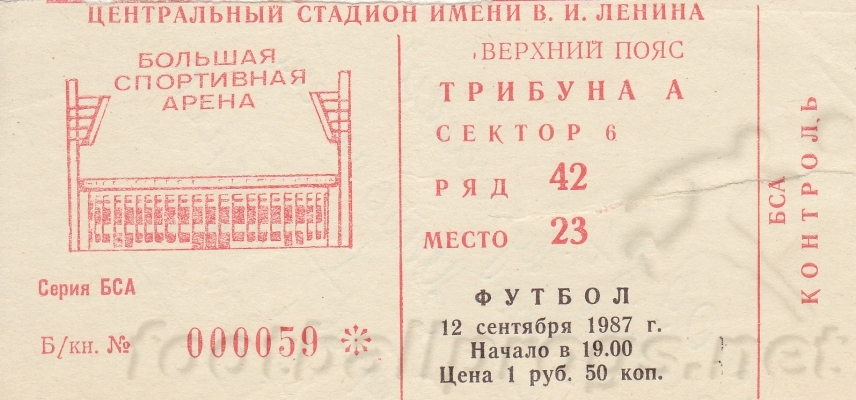 ЦЕНТРАЛЬНЫЙ СТАДИОН ИМЕНИ В. И. ЛЕНИНА
БОЛЬШАЯ
СПОРТИВНАЯ
АРЕНА
Серия БСА
Б/кн. № 000059
ВЕРХНИЙ ПОЯС
ТРИБУНА А
СЕКТОР 6
РЯД 42
МЕСТО 23
ФУТБОЛ
12 сентября 1987 г.
Начало в 19.00
Цена 1 руб. 50 коп.
БСА
КОНТРОЛЬ